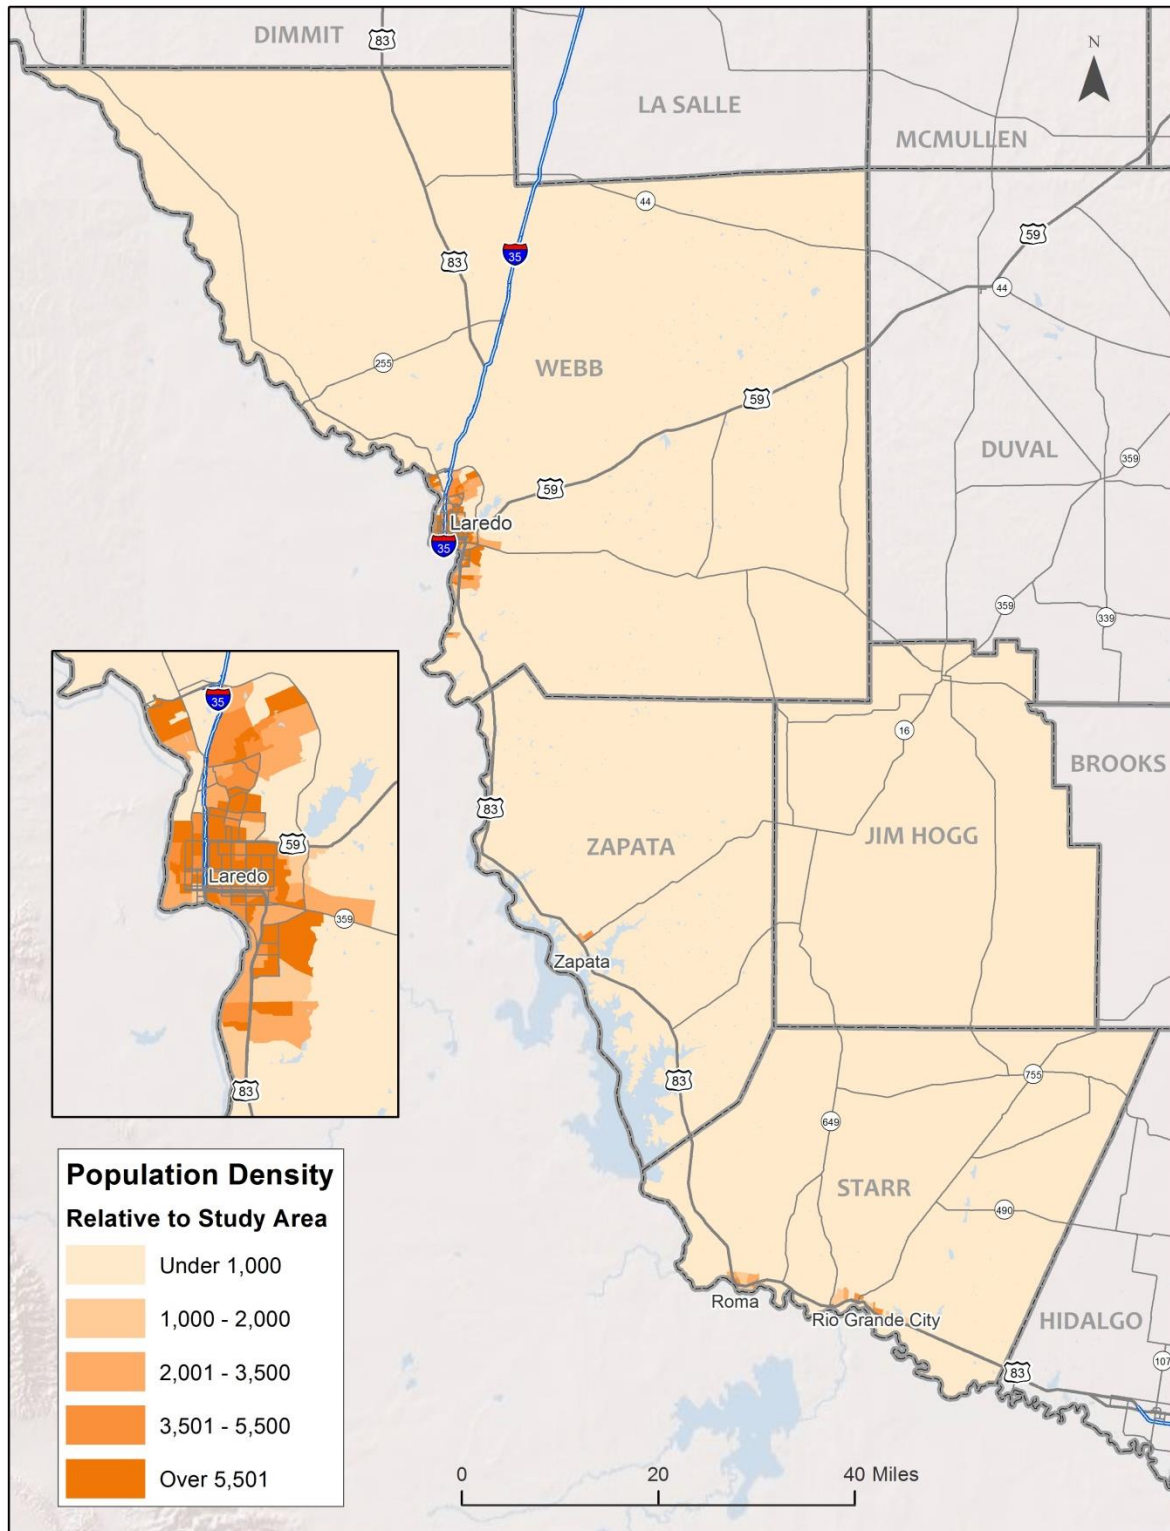 DIMMIT
83
N
LA SALLE
MCMULLEN
44
59
83
35
44
255
WEBB
59
DUVAL
359
59
Laredo
35
359
339
16
BROOKS
83
ZAPATA
JIM HOGG
Zapata
83
755
649
STARR
490
Roma
Rio Grande City
HIDALGO
107
83
35
59
Laredo
359
83
Population Density
Relative to Study Area
Under 1,000
1,000 - 2,000
2,001 - 3,500
3,501 - 5,500
Over 5,501
0 20 40 Miles